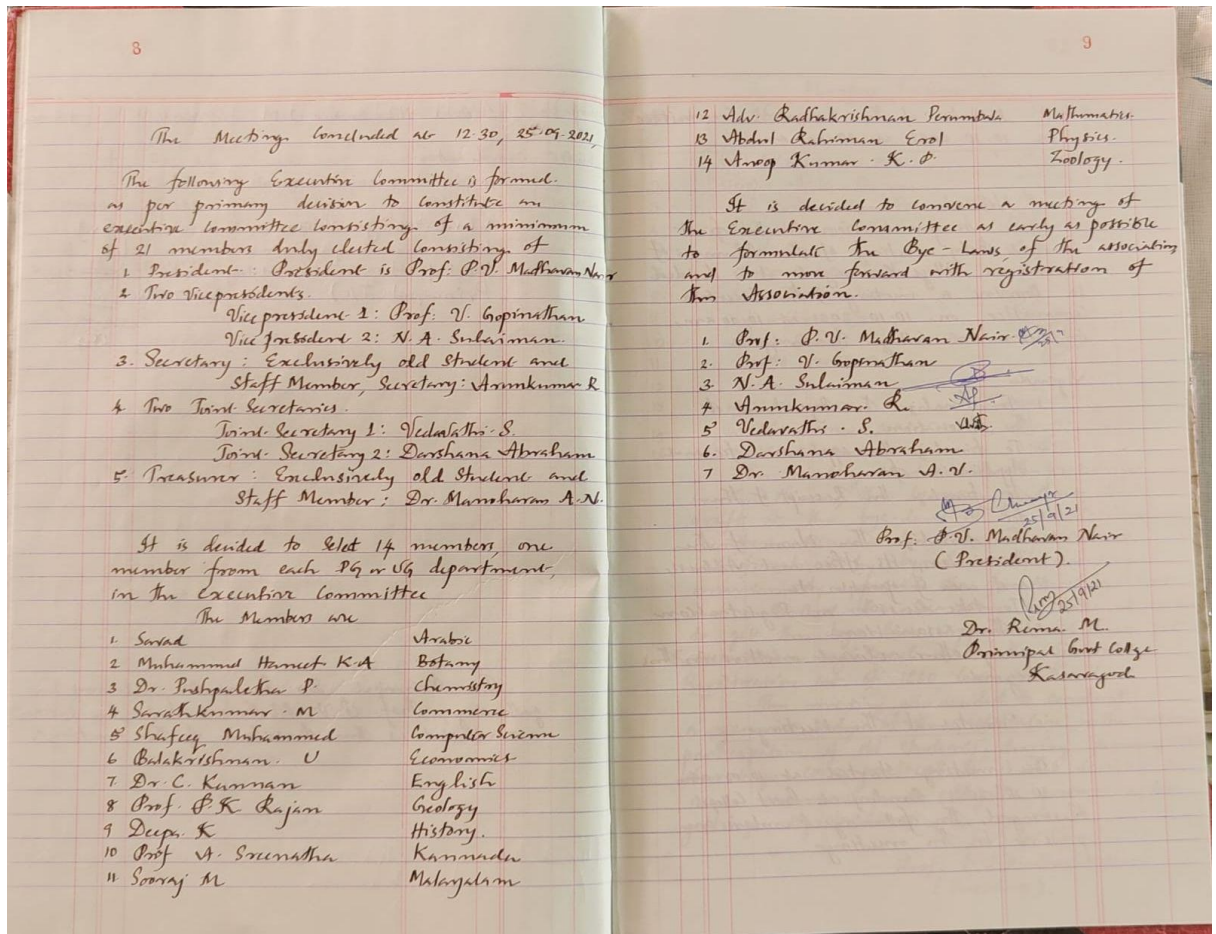 8
The Meeting Concluded at 12.30, 25-09-2021,
The following Executive Committee is formed
as per primary decision to constitute an
executive committee consisting of a minimum
of 21 members duly elected consisting of
1. President : President is Prof: P.V. Madhavan Nair
2 Two Vicepresidents.
Vice president 1: Prof: V. Gopinathan
Vice president 2: N.A. Sulaiman.
3. Secretary : Exclusively old Student and
Staff Member, Secretary: Arunkumar R
4 Two Joint Secretaries.
Joint-Secretary 1: Vedavathi S.
Joint-Secretary 2: Darshana Abraham
5. Treasurer : Exclusively old Student and
Staff Member : Dr. Manoharan A.N.
It is decided to Select 14 members, one
member from each PG or UG department,
in the executive Committee
The Members are
1. Savad Arabic
2 Muhammed Haneef K.A Botany
3 Dr. Pushpaletha P. Chemistry
4 Sarathkumar . M Commerce
5 Shafeeq Muhammed Computer Science
6 Balakrishnan. U Economics
7 Dr. C. Kannan English
8 Prof. P.K Rajan Geology
9 Deepa K History.
10 Prof A. Sreenatha Kannada
11 Sooraj M Malayalam
9
12 Adv. Radhakrishnan Perumbala Mathematics.
13 Abdul Rahiman Erol Physics.
14 Anoop Kumar . K. P. Zoology.
It is decided to convene a meeting of
the Executive Committee as early as possible
to formulate the Bye-Laws, of the association
and to move forward with registration of
the Association.
1. Prof: P.V. Madhavan Nair
2. Prof: V. Gopinathan
3. N.A. Sulaiman
4 Arunkumar. R.
5 Vedavathi . S.
6. Darshana Abraham
7 Dr. Manoharan A.V.
25/9/21
Prof. P.V. Madhavan Nair
(President).
25/9/21
Dr. Rema M.
Principal Govt College
Kasaragod